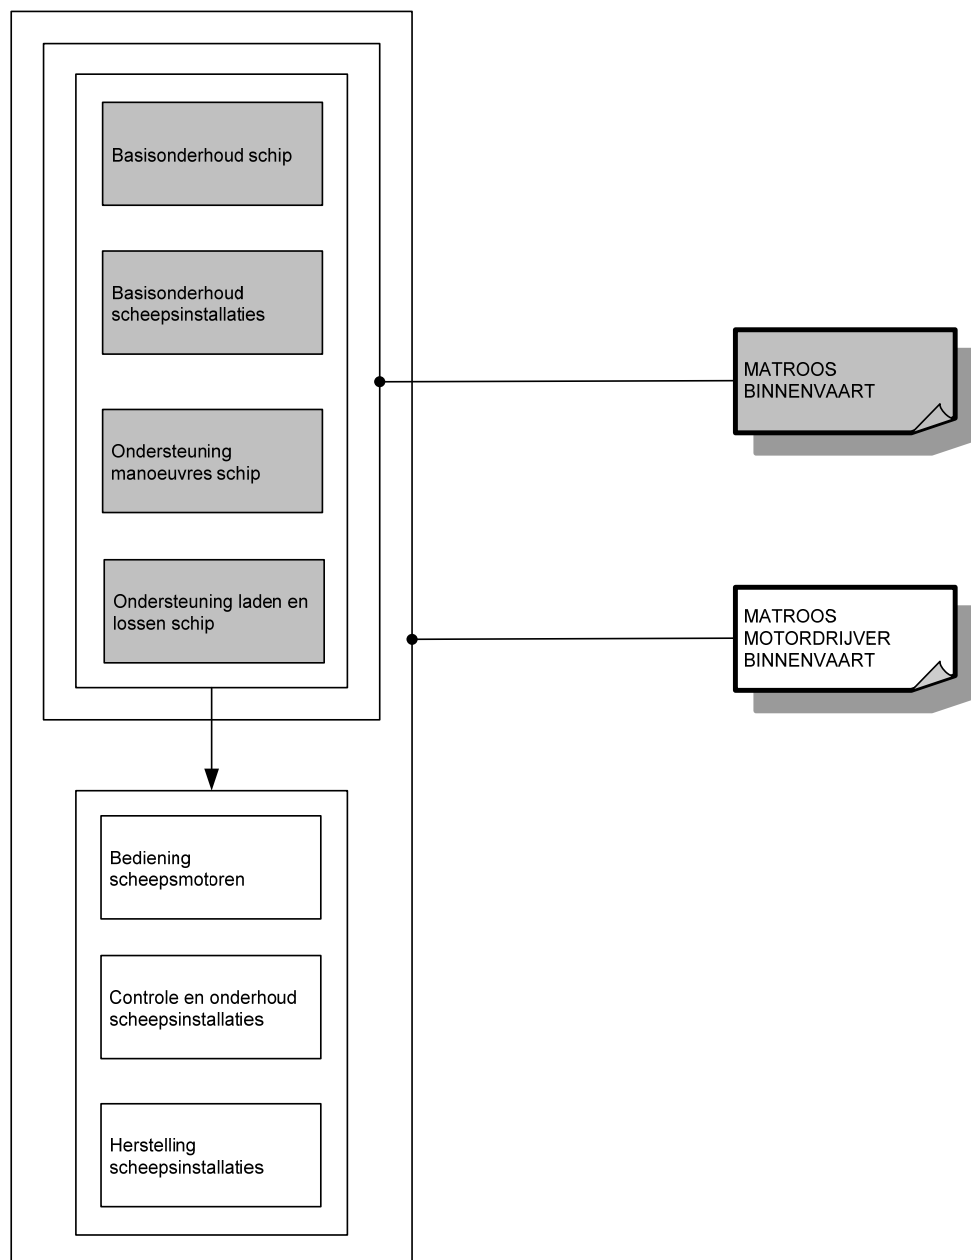 Basisonderhoud schip
Basisonderhoud
scheepsinstallaties
Ondersteuning
manoeuvres schip
Ondersteuning laden en
lossen schip
MATROOS
BINNENVAART
MATROOS
MOTORDRIJVER
BINNENVAART
Bediening
scheepsmotoren
Controle en onderhoud
scheepsinstallaties
Herstelling
scheepsinstallaties